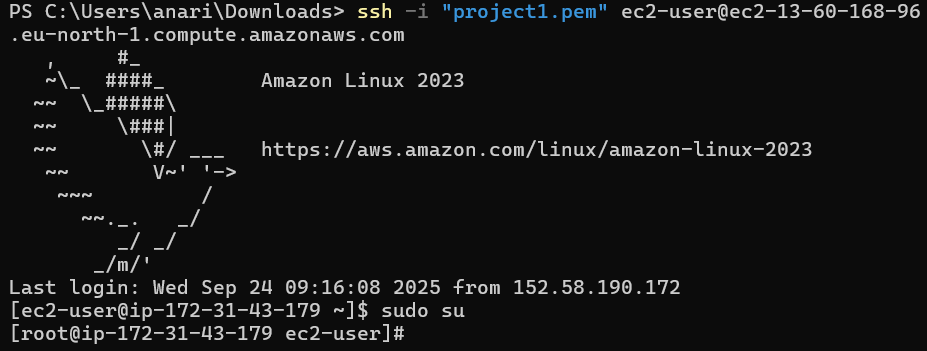 PS C:\Users\anari\Downloads> ssh -i "project1.pem" ec2-user@ec2-13-60-168-96
.eu-north-1.compute.amazonaws.com
   ,     #_
   ~\_  ####_        Amazon Linux 2023
  ~~  \_#####\
  ~~     \###|
  ~~       \#/ ___   https://aws.amazon.com/linux/amazon-linux-2023
   ~~       V~' '->
    ~~~         /
      ~~._.   _/
         _/ _/
       _/m/'
Last login: Wed Sep 24 09:16:08 2025 from 152.58.190.172
[ec2-user@ip-172-31-43-179 ~]$ sudo su
[root@ip-172-31-43-179 ec2-user]#